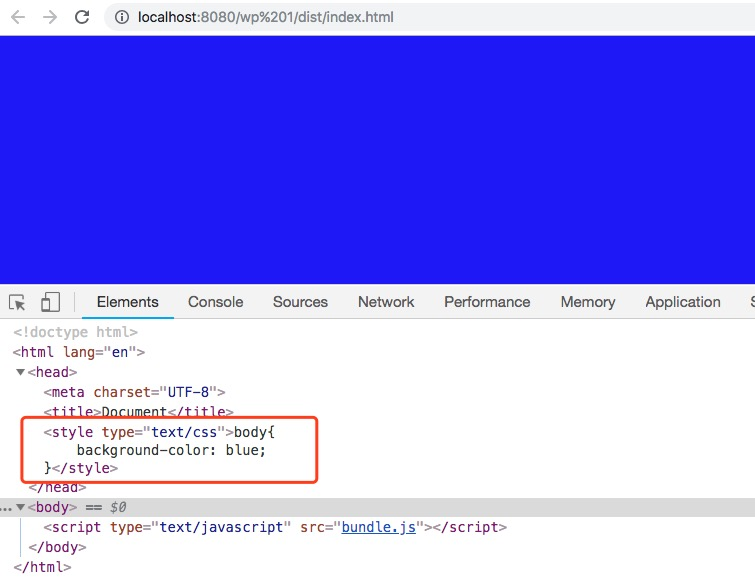 localhost:8080/wp%201/dist/index.html
Elements Console Sources Network Performance Memory Application
<!doctype html>
<html lang="en">
▼<head>
<meta charset="UTF-8">
<title>Document</title>
<style type="text/css">body{
background-color: blue;
}</style>
</head>
...▼<body> == $0
<script type="text/javascript" src="bundle.js"></script>
</body>
</html>